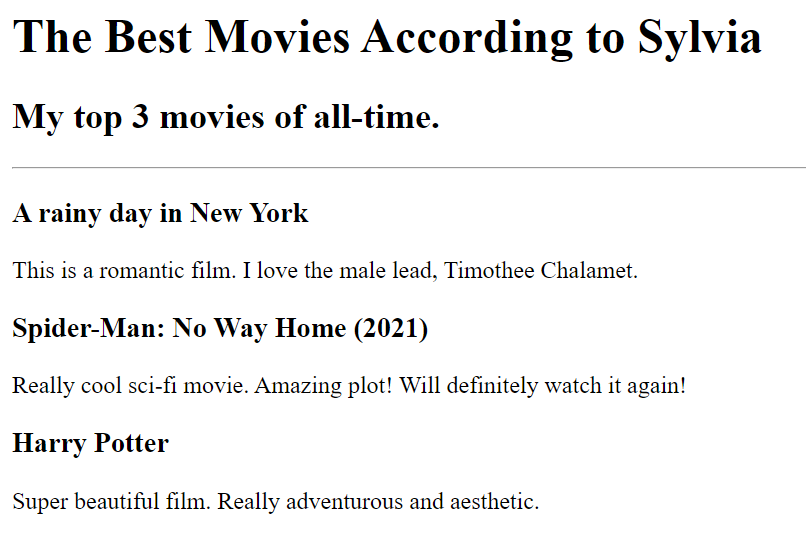 The Best Movies According to Sylvia
My top 3 movies of all-time.
A rainy day in New York
This is a romantic film. I love the male lead, Timothee Chalamet.
Spider-Man: No Way Home (2021)
Really cool sci-fi movie. Amazing plot! Will definitely watch it again!
Harry Potter
Super beautiful film. Really adventurous and aesthetic.